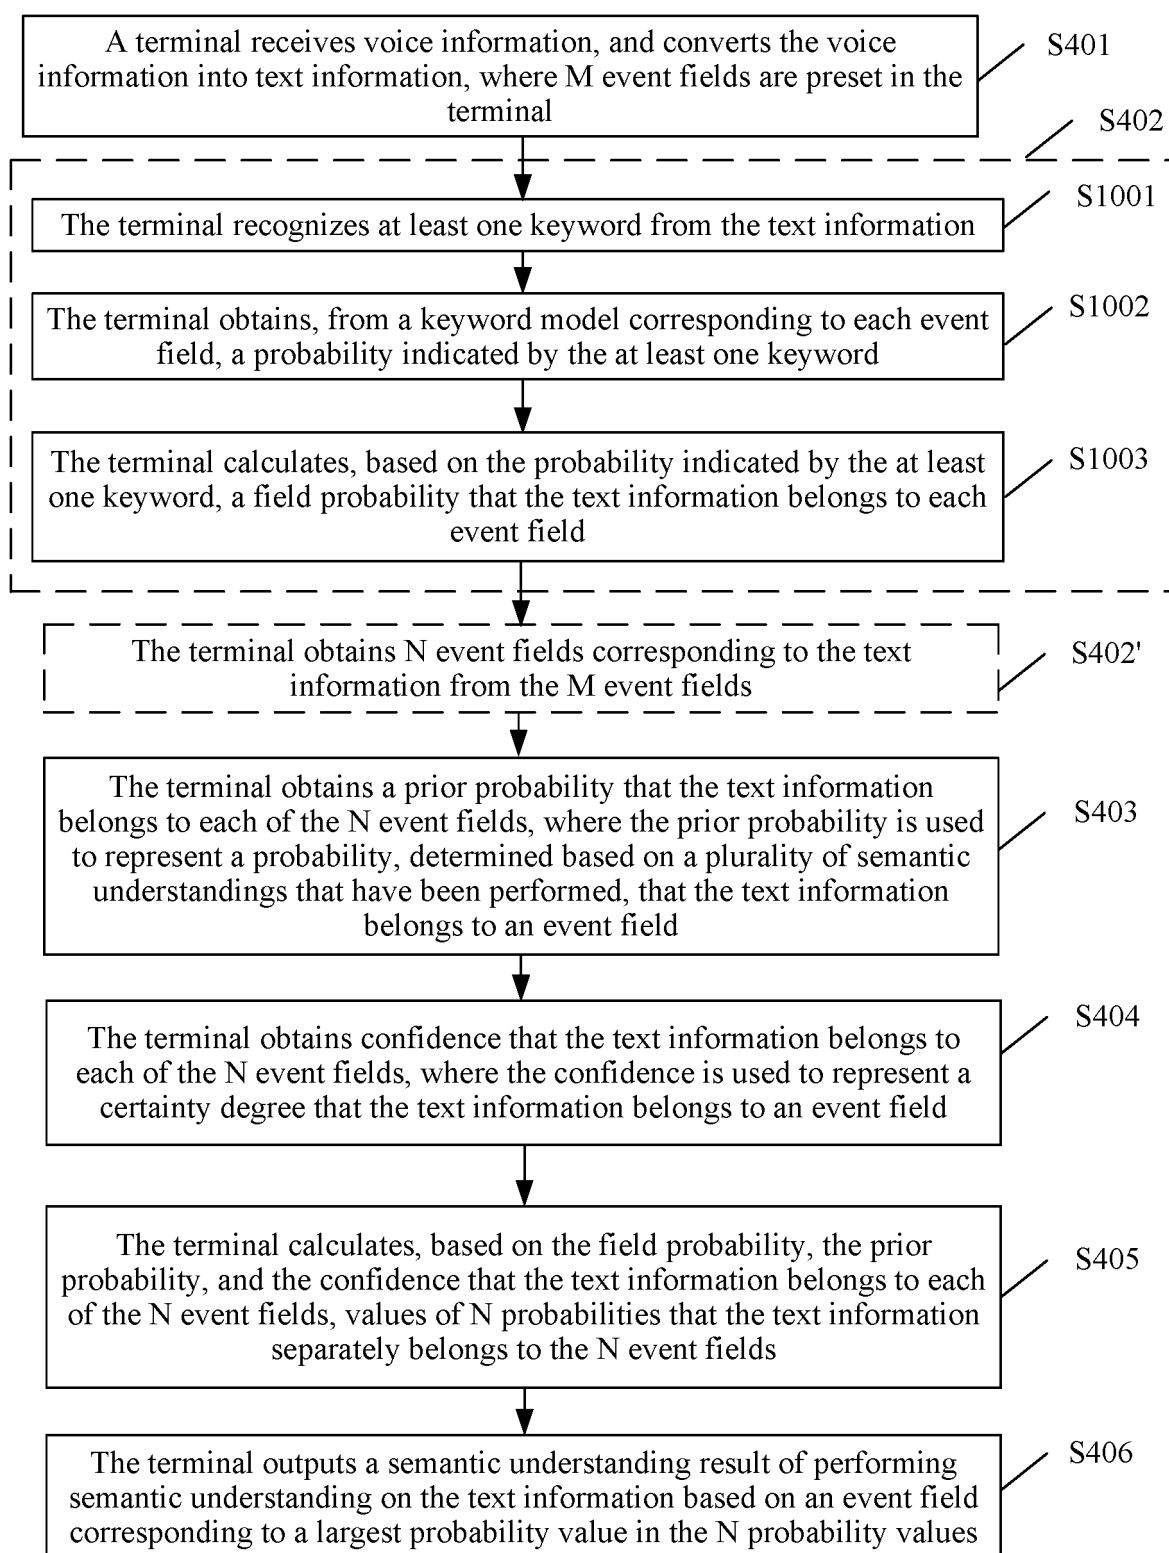 A terminal receives voice information, and converts the voice
information into text information, where M event fields are preset in the
terminal
S401
S402
The terminal recognizes at least one keyword from the text information
S1001
The terminal obtains, from a keyword model corresponding to each event
field, a probability indicated by the at least one keyword
S1002
The terminal calculates, based on the probability indicated by the at least
one keyword, a field probability that the text information belongs to each
event field
S1003
The terminal obtains N event fields corresponding to the text
information from the M event fields
S402'
The terminal obtains a prior probability that the text information
belongs to each of the N event fields, where the prior probability is used
to represent a probability, determined based on a plurality of semantic
understandings that have been performed, that the text information
belongs to an event field
S403
The terminal obtains confidence that the text information belongs to
each of the N event fields, where the confidence is used to represent a
certainty degree that the text information belongs to an event field
S404
The terminal calculates, based on the field probability, the prior
probability, and the confidence that the text information belongs to each
of the N event fields, values of N probabilities that the text information
separately belongs to the N event fields
S405
The terminal outputs a semantic understanding result of performing
semantic understanding on the text information based on an event field
corresponding to a largest probability value in the N probability values
S406